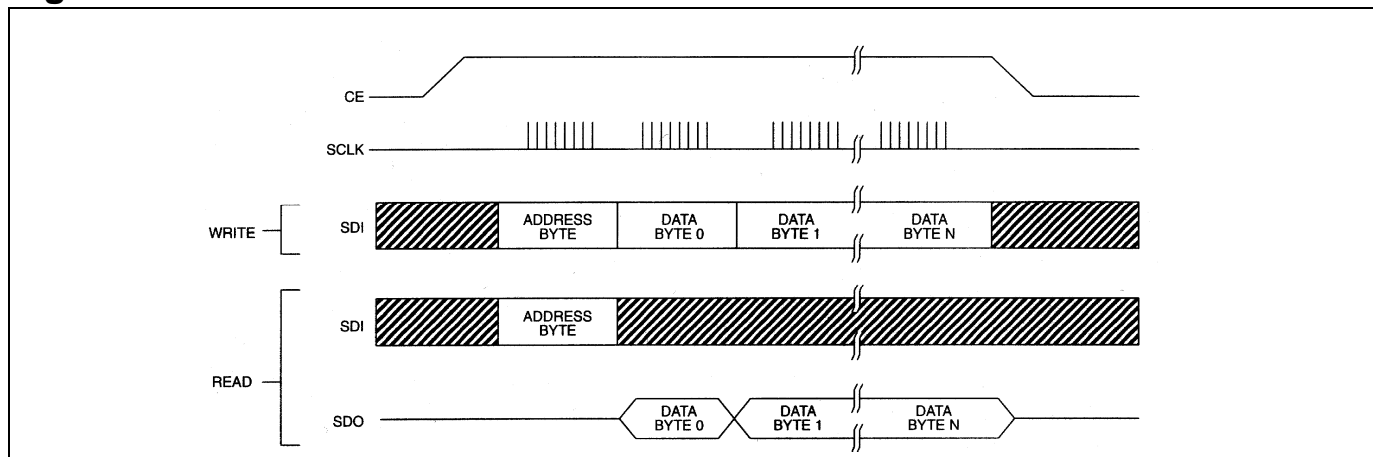 CE
SCLK
WRITE
SDI
ADDRESS
BYTE
DATA
BYTE 0
DATA
BYTE 1
DATA
BYTE N
READ
SDI
ADDRESS
BYTE
SDO
DATA
BYTE 0
DATA
BYTE 1
DATA
BYTE N